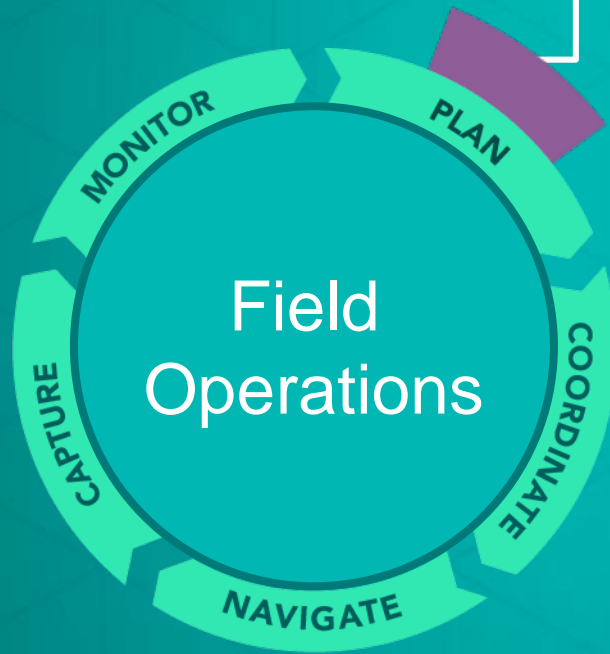 MONITOR
PLAN
Field
Operations
COORDINATE
CAPTURE
NAVIGATE